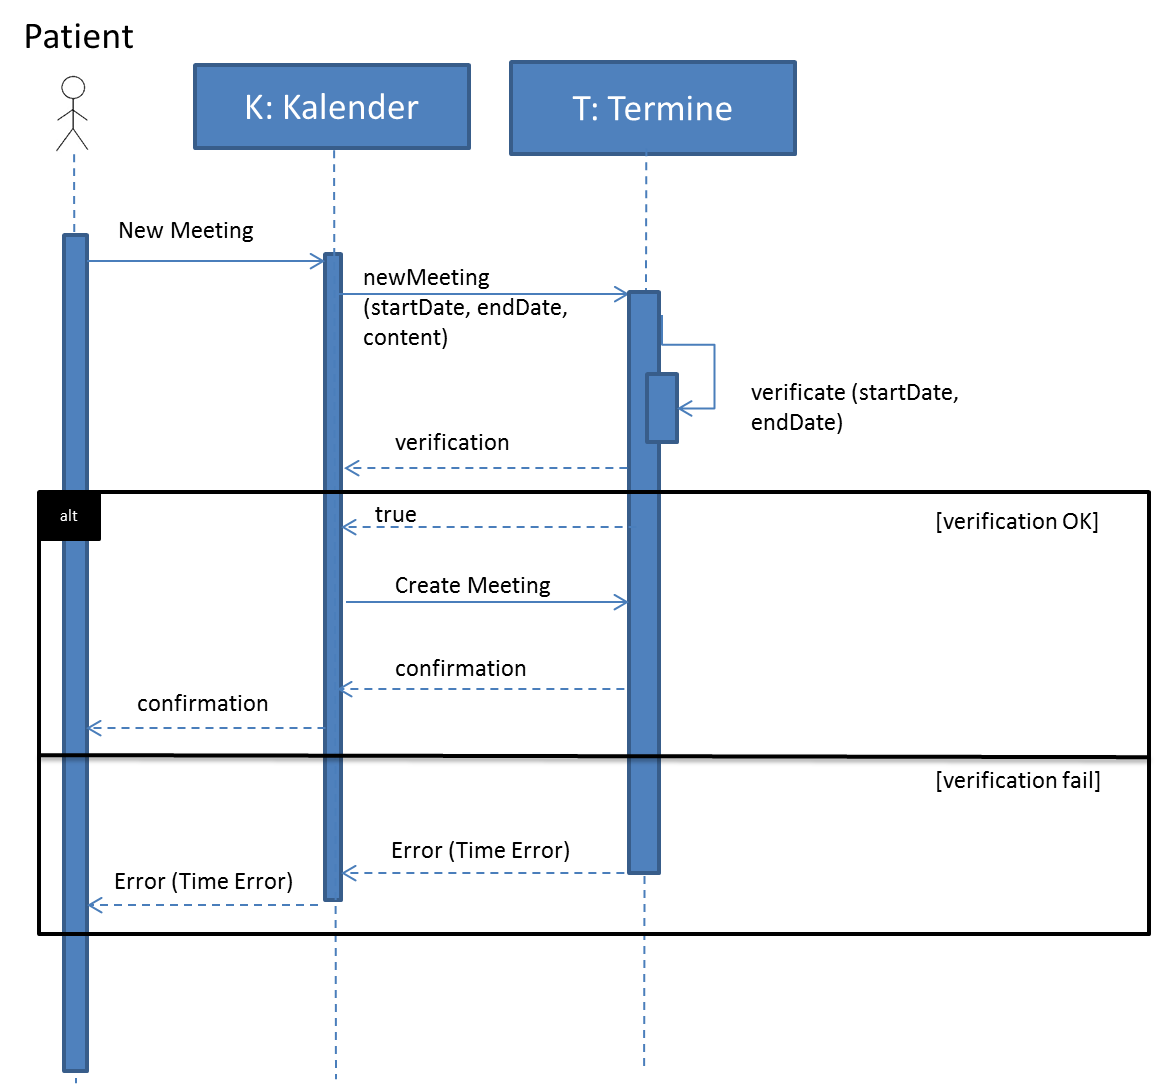 Patient
K: Kalender
T: Termine
New Meeting
newMeeting
(startDate, endDate,
content)
verificate (startDate,
endDate)
verification
alt
true
[verification OK]
Create Meeting
confirmation
confirmation
[verification fail]
Error (Time Error)
Error (Time Error)